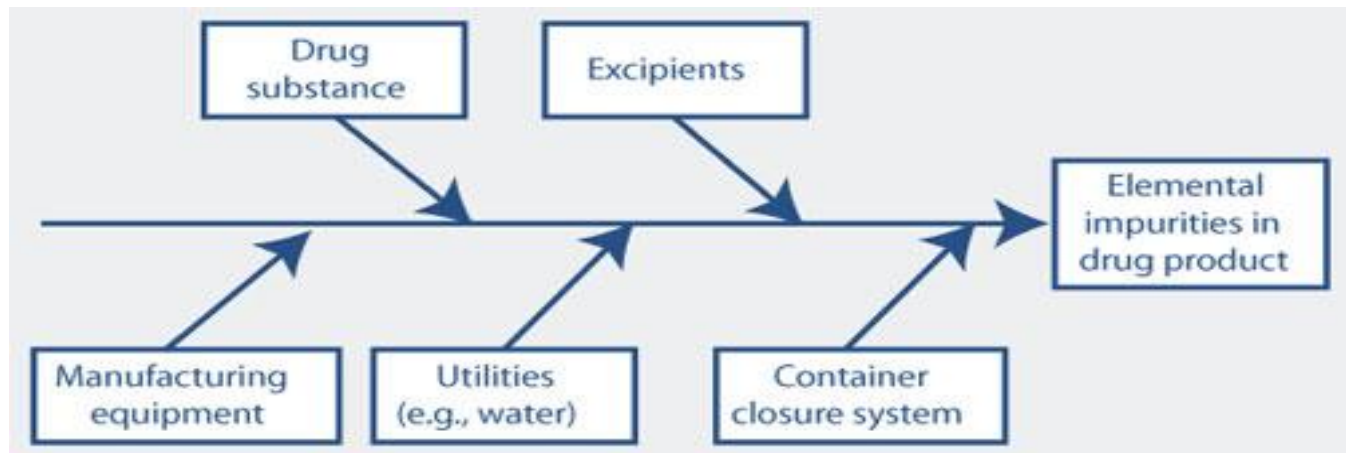 Drug
substance
Excipients
Elemental
impurities in
drug product
Manufacturing
equipment
Utilities
(e.g., water)
Container
closure system